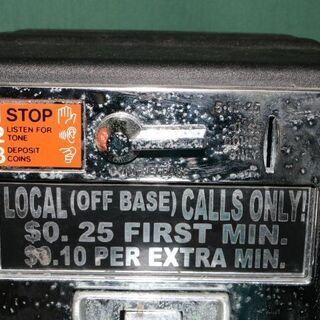 STOP
LISTEN FOR
TONE
DEPOSIT
COINS
LOCAL (OFF BASE) CALLS ONLY!
$0. 25 FIRST MIN.
$0.10 PER EXTRA MIN.